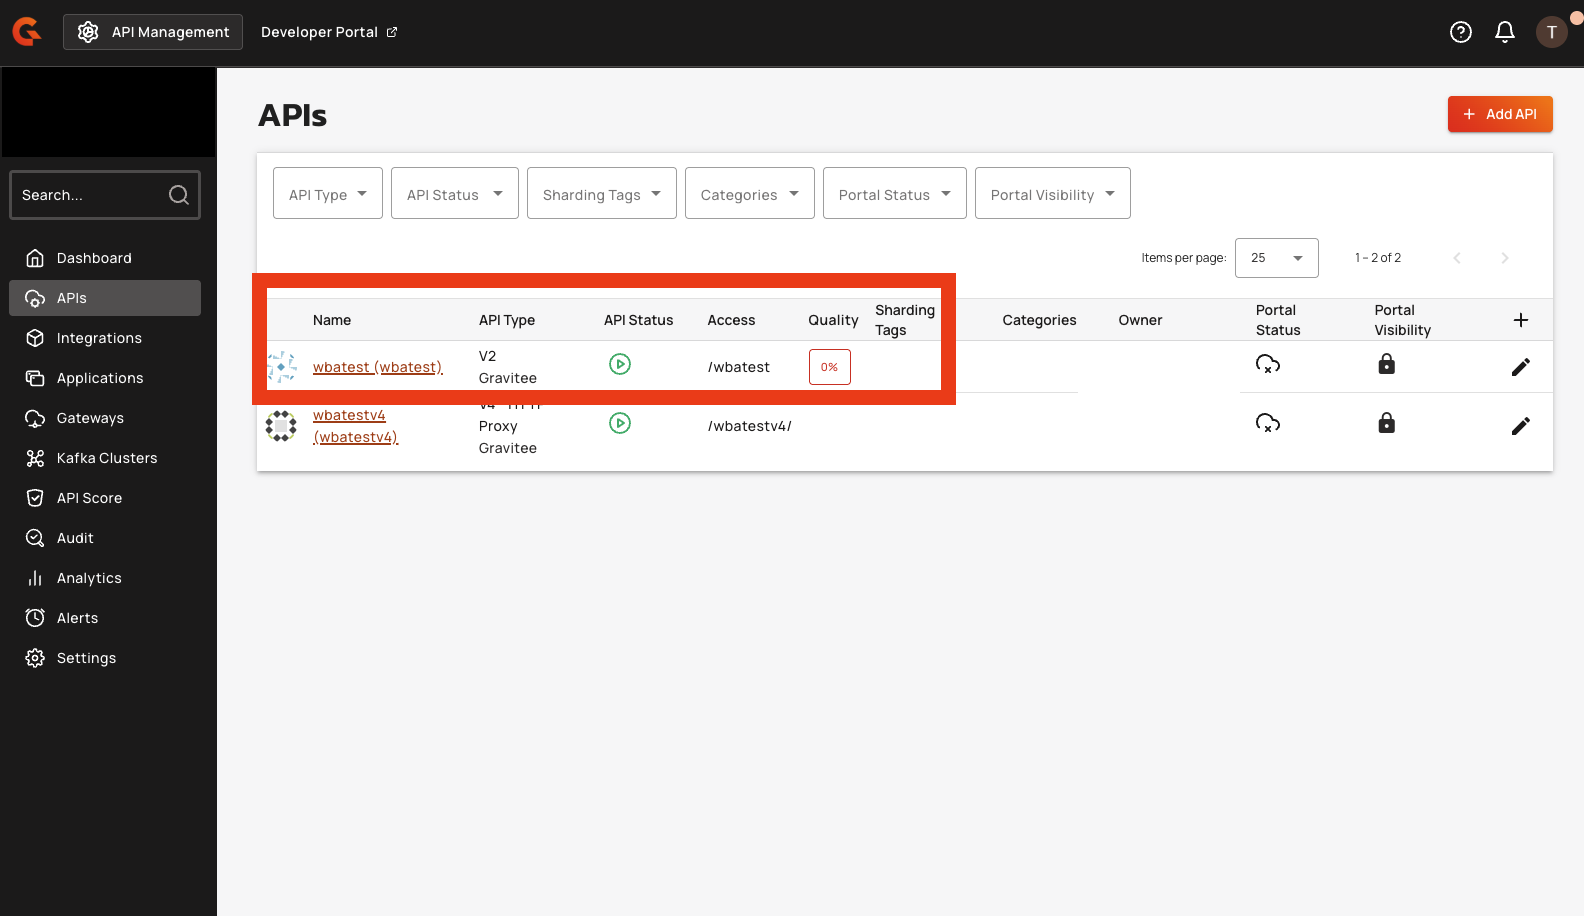 API Management
Developer Portal
T
Search...
Dashboard
APIs
Integrations
Applications
Gateways
Kafka Clusters
API Score
Audit
Analytics
Alerts
Settings
APIs
+ Add API
API Type
API Status
Sharding Tags
Categories
Portal Status
Portal Visibility
Items per page: 25 1 – 2 of 2
Name API Type API Status Access Quality Sharding Tags Categories Owner Portal Status Portal Visibility +
wbatest (wbatest) V2 Gravitee /wbatest 0%
wbatestv4 (wbatestv4) Proxy Gravitee /wbatestv4/